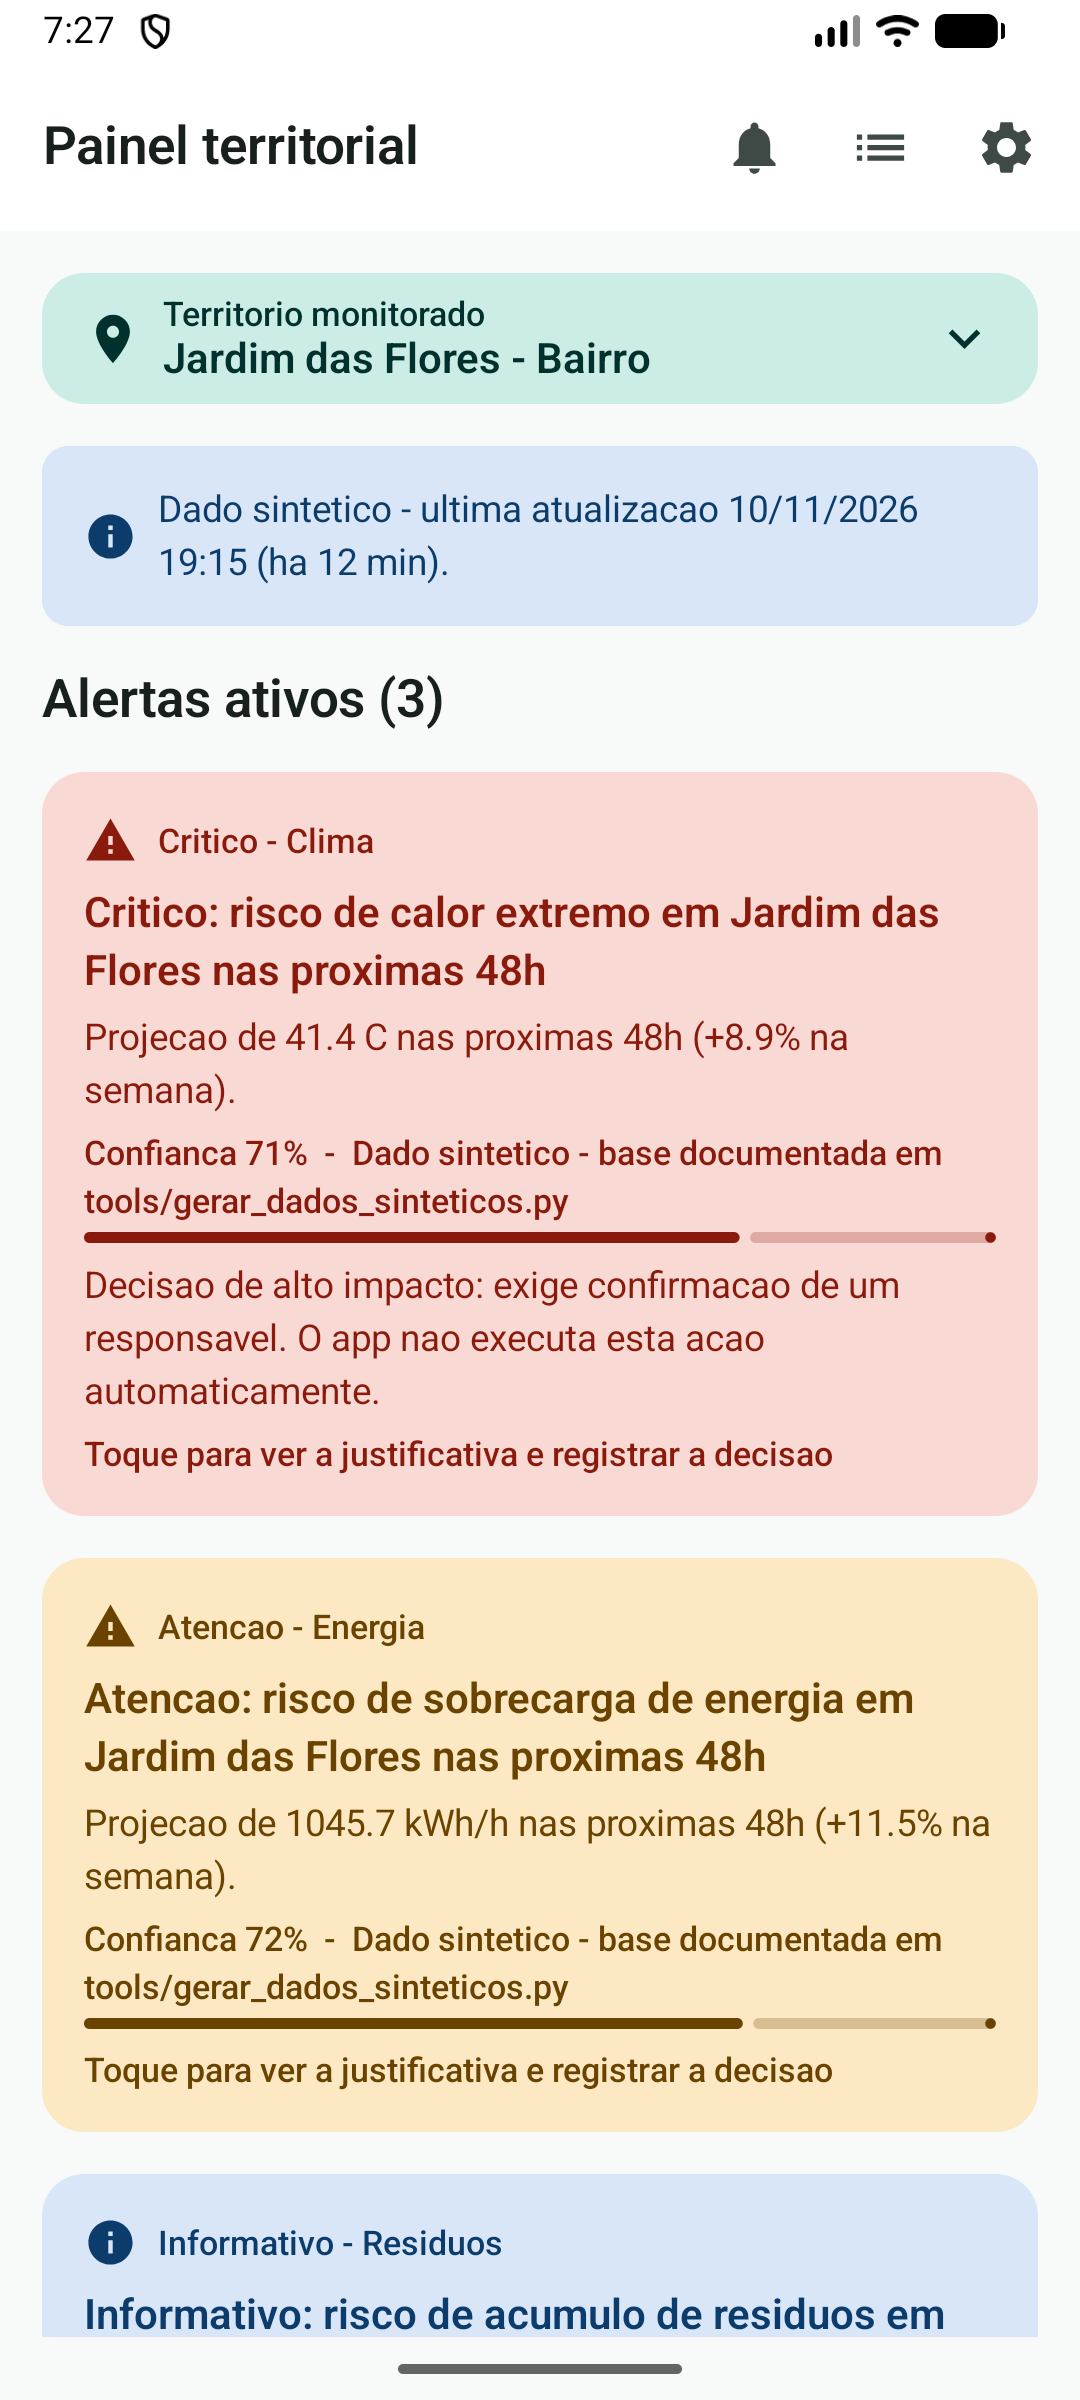 7:27
Painel territorial
Territorio monitorado
Jardim das Flores - Bairro
Dado sintetico - ultima atualizacao 10/11/2026
19:15 (ha 12 min).
Alertas ativos (3)
Critico - Clima
Critico: risco de calor extremo em Jardim das
Flores nas proximas 48h
Projecao de 41.4 C nas proximas 48h (+8.9% na
semana).
Confianca 71% - Dado sintetico - base documentada em
tools/gerar_dados_sinteticos.py
Decisao de alto impacto: exige confirmacao de um
responsavel. O app nao executa esta acao
automaticamente.
Toque para ver a justificativa e registrar a decisao
Atencao - Energia
Atencao: risco de sobrecarga de energia em
Jardim das Flores nas proximas 48h
Projecao de 1045.7 kWh/h nas proximas 48h (+11.5% na
semana).
Confianca 72% - Dado sintetico - base documentada em
tools/gerar_dados_sinteticos.py
Toque para ver a justificativa e registrar a decisao
Informativo - Residuos
Informativo: risco de acumulo de residuos em